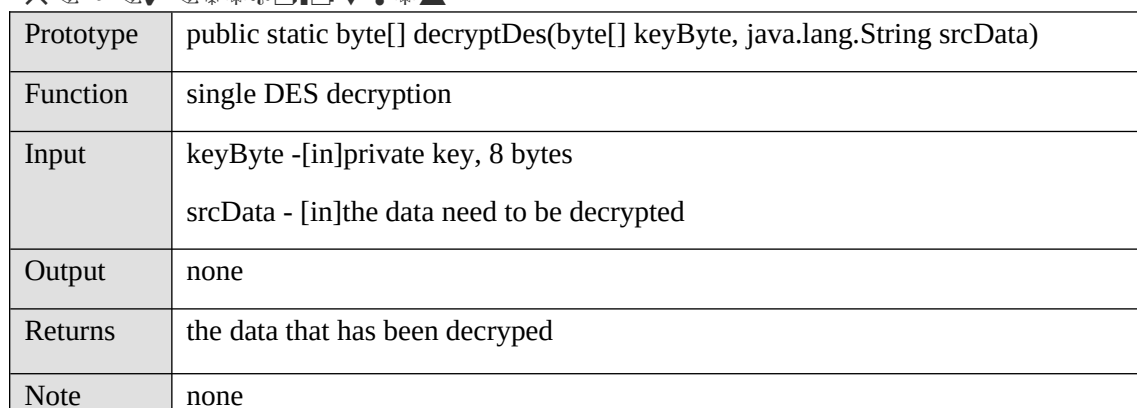 Prototype public static byte[] decryptDes(byte[] keyByte, java.lang.String srcData)
Function single DES decryption
Input keyByte -[in]private key, 8 bytes
srcData - [in]the data need to be decrypted
Output none
Returns the data that has been decryped
Note none